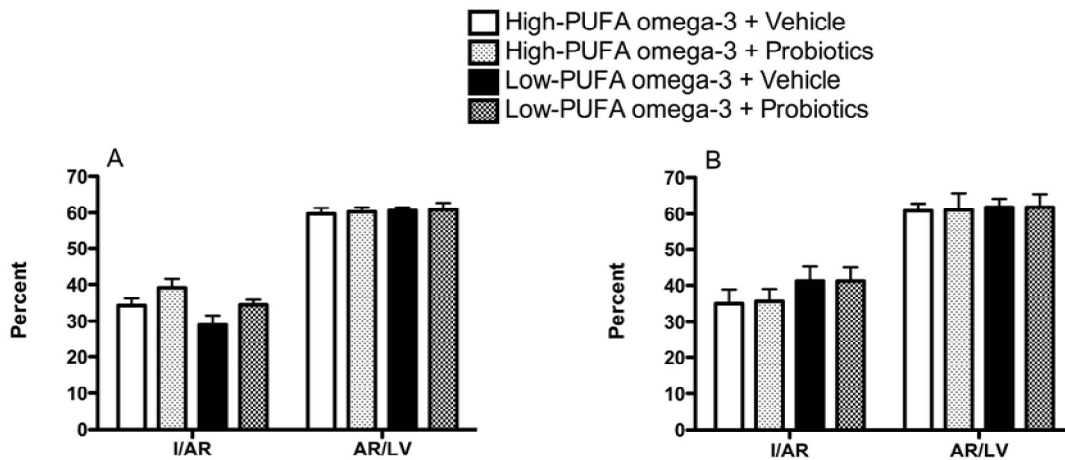 High-PUFA omega-3 + Vehicle
High-PUFA omega-3 + Probiotics
Low-PUFA omega-3 + Vehicle
Low-PUFA omega-3 + Probiotics
A
70
60
50
40
30
20
10
0
Percent
I/AR
AR/LV
B
70
60
50
40
30
20
10
0
Percent
I/AR
AR/LV